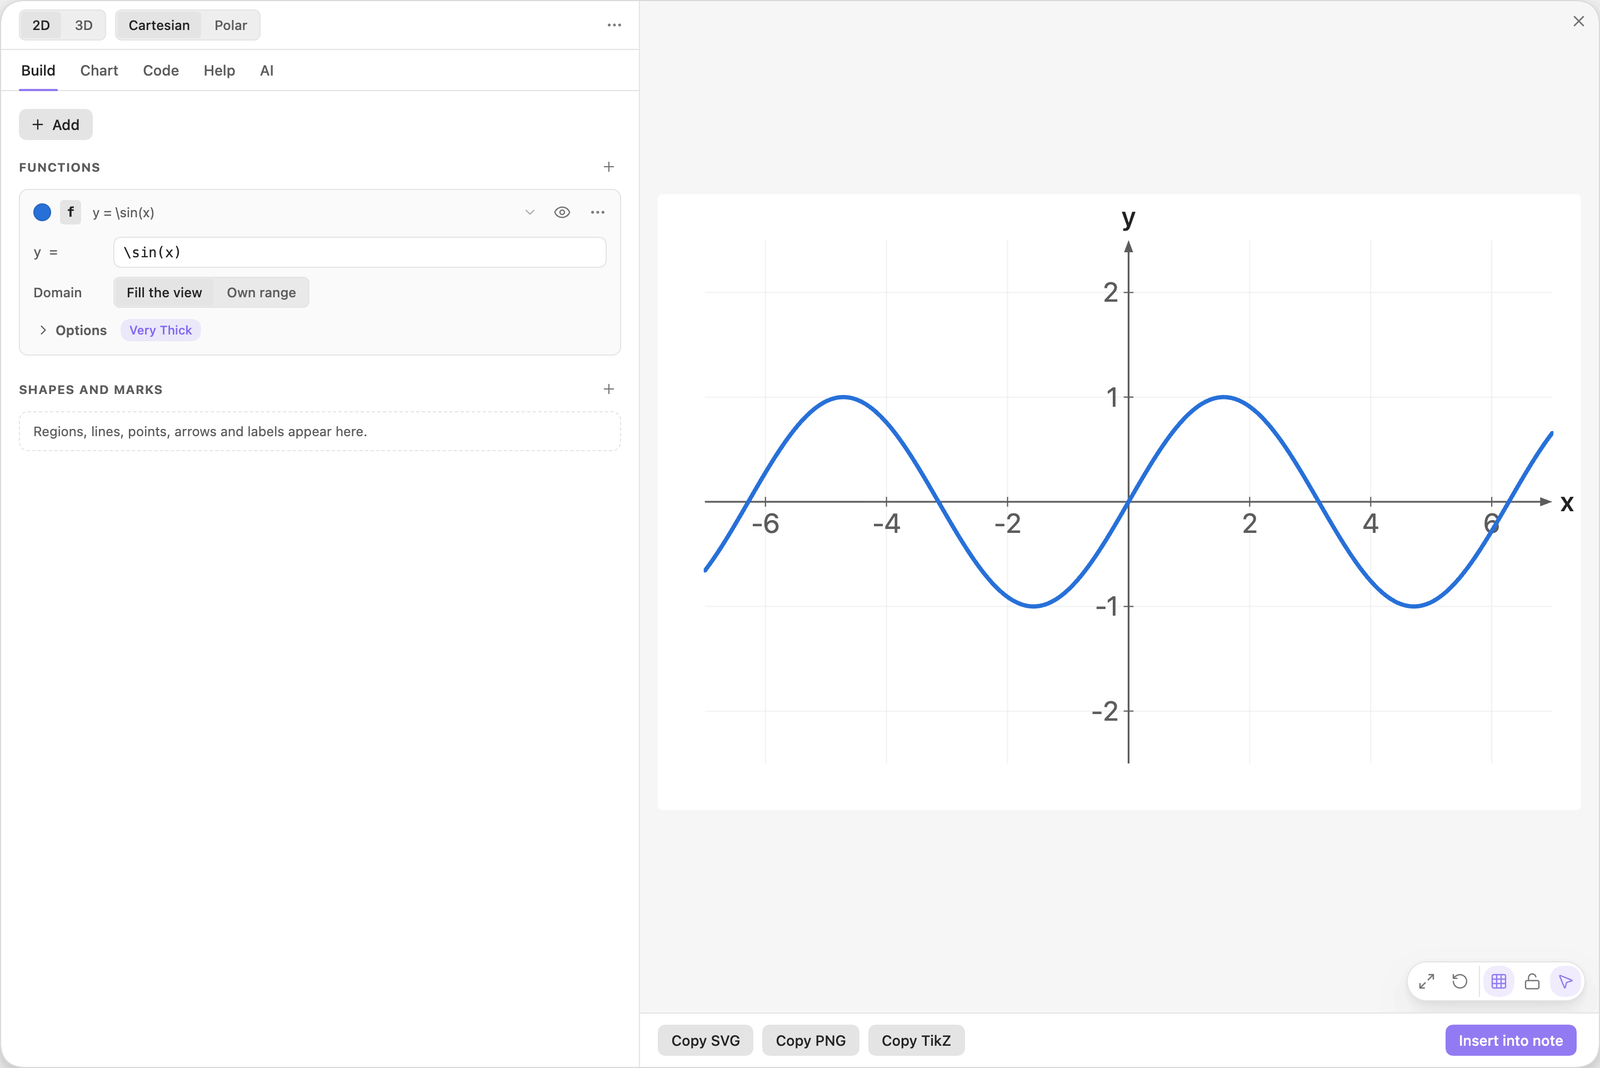 2D 3D Cartesian Polar
Build Chart Code Help AI
+ Add
FUNCTIONS
f y = \sin(x)
y = \sin(x)
Domain Fill the view Own range
Options Very Thick
SHAPES AND MARKS
Regions, lines, points, arrows and labels appear here.
y
2
1
x
-6 -4 -2 2 4 6
-1
-2
Copy SVG Copy PNG Copy TikZ Insert into note